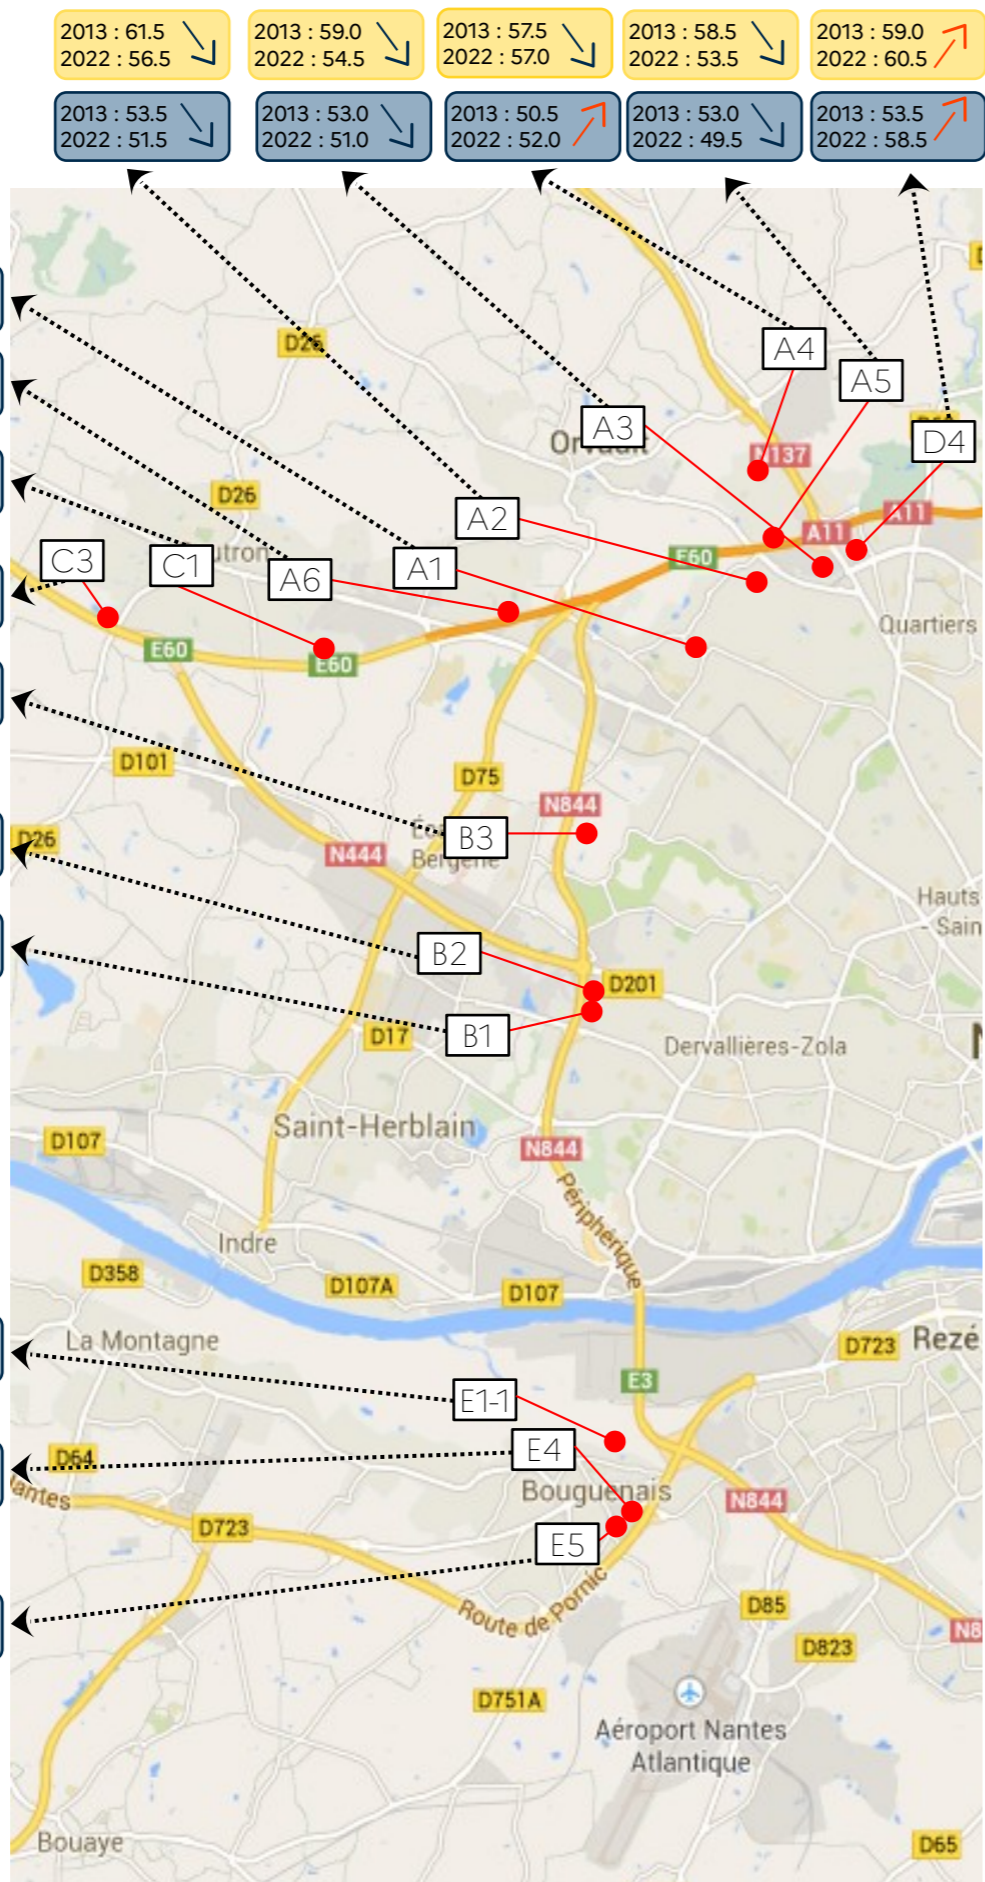 2013 : 61.5
2022 : 56.5
2013 : 59.0
2022 : 54.5
2013 : 57.5
2022 : 57.0
2013 : 58.5
2022 : 53.5
2013 : 59.0
2022 : 60.5
2013 : 53.5
2022 : 51.5
2013 : 53.0
2022 : 51.0
2013 : 50.5
2022 : 52.0
2013 : 53.0
2022 : 49.5
2013 : 53.5
2022 : 58.5
D26
A4
A5
A3
D4
N137
D26
A2
A11
A11
E60
C3
C1
A6
A1
Quartiers
E60
E60
D101
D75
N844
D26
B3
N444
Hauts
- Sain
B2
D201
B1
D17
Dervallières-Zola
Saint-Herblain
D107
N844
Périphérique
Indre
D358
D107A
D107
La Montagne
D723
Rezé
E3
E1-1
E4
D64
Bouguenais
N844
D723
E5
Route de Pornic
D85
D823
D751A
Aéroport Nantes
Atlantique
Bouaye
D65